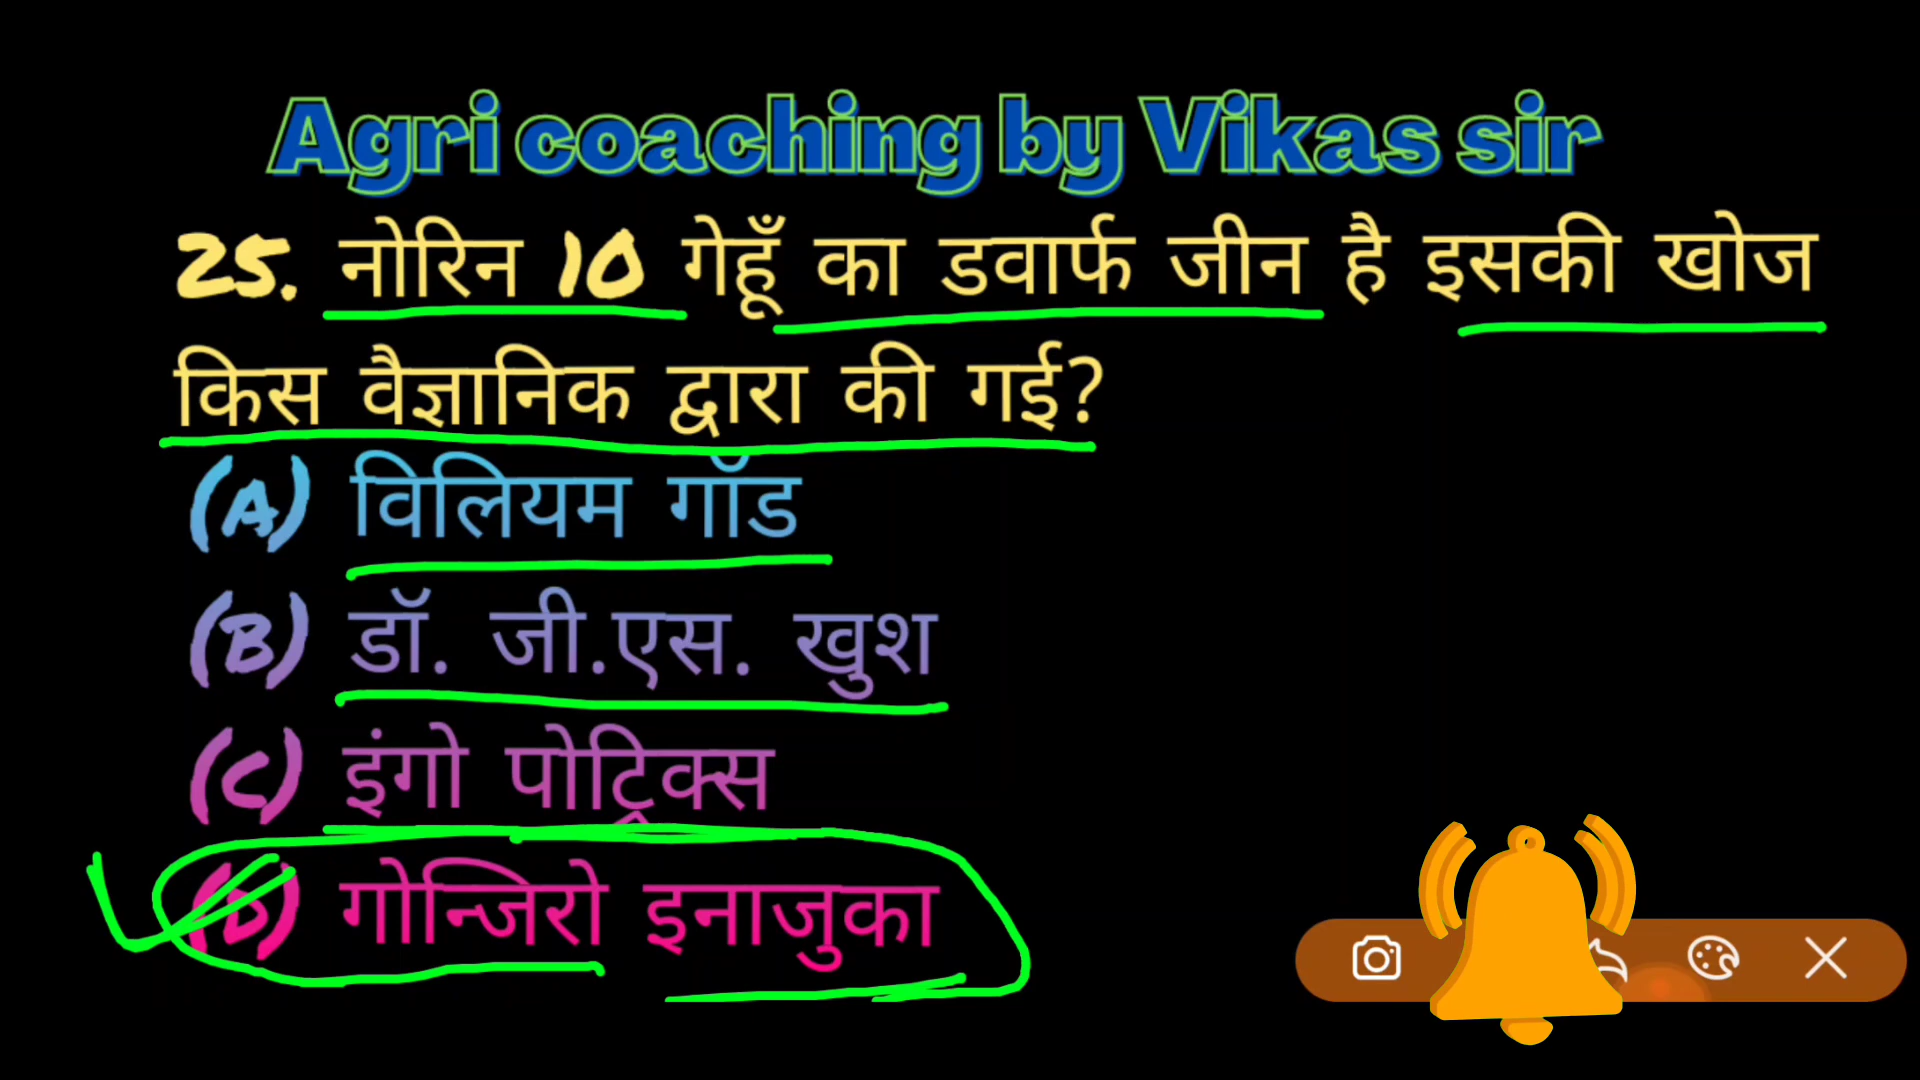 Agri coaching by Vikas sir
25. नोरिन 10 गेहूँ का डवार्फ जीन है इसकी खोज
किस वैज्ञानिक द्वारा की गई?
(A) विलियम गॉड
(B) डॉ. जी.एस. खुश
(C) इंगो पोट्रिक्स
(D) गोन्जिरो इनाजुका